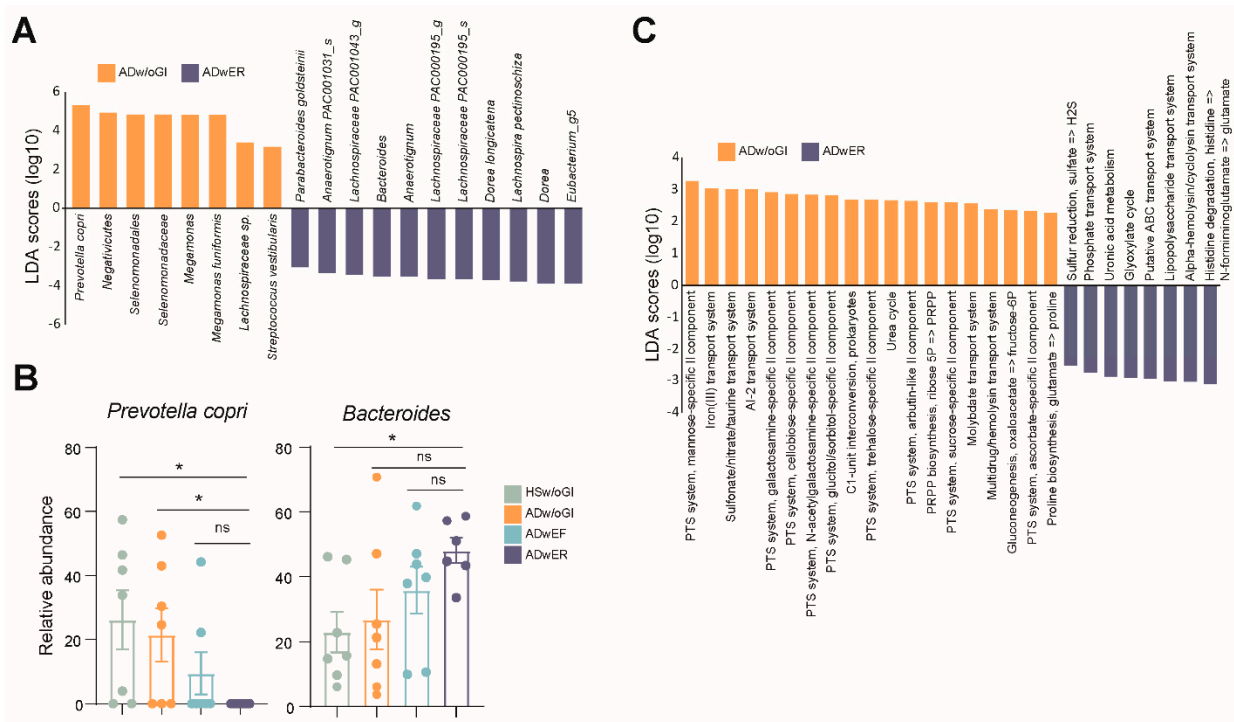 A
ADw/oGI
ADwER
LDA scores (log10)
6
4
2
0
-2
-4
-6
Prevotella copri
Negativicutes
Selenomonadales
Selenomonadaceae
Megamonas
Megamonas funiformis
Lachnospiraceae sp.
Streptococcus vestibularis
Parabacteroides goldsteinii
Anaerotignum PAC001031_s
Lachnospiraceae PAC001043_g
Bacteroides
Anaerotignum
Lachnospiraceae PAC000195_g
Lachnospiraceae PAC000195_s
Dorea longicatena
Lachnospira pectinoschiza
Dorea
Eubacterium_g5
B
Prevotella copri
Relative abundance
80
60
40
20
0
*
*
ns
Bacteroides
80
60
40
20
0
*
ns
ns
HSw/oGI
ADw/oGI
ADwEF
ADwER
C
ADw/oGI
ADwER
LDA scores (log10)
4
3
2
1
0
-1
-2
-3
-4
PTS system, mannose-specific II component
Iron(III) transport system
Sulfonate/nitrate/taurine transport system
AI-2 transport system
PTS system, galactosamine-specific II component
PTS system, cellobiose-specific II component
PTS system, N-acetylgalactosamine-specific II component
PTS system, glucitol/sorbitol-specific II component
C1-unit interconversion, prokaryotes
PTS system, trehalose-specific II component
Urea cycle
PTS system, arbutin-like II component
PRPP biosynthesis, ribose 5P => PRPP
PTS system, sucrose-specific II component
Molybdate transport system
Multidrug/hemolysin transport system
Gluconeogenesis, oxaloacetate => fructose-6P
PTS system, ascorbate-specific II component
Proline biosynthesis, glutamate => proline
Sulfur reduction, sulfate => H2S
Phosphate transport system
Uronic acid metabolism
Glyoxylate cycle
Putative ABC transport system
Lipopolysaccharide transport system
Alpha-hemolysin/cyclolysin transport system
Histidine degradation, histidine =>
N-formiminoglutamate => glutamate